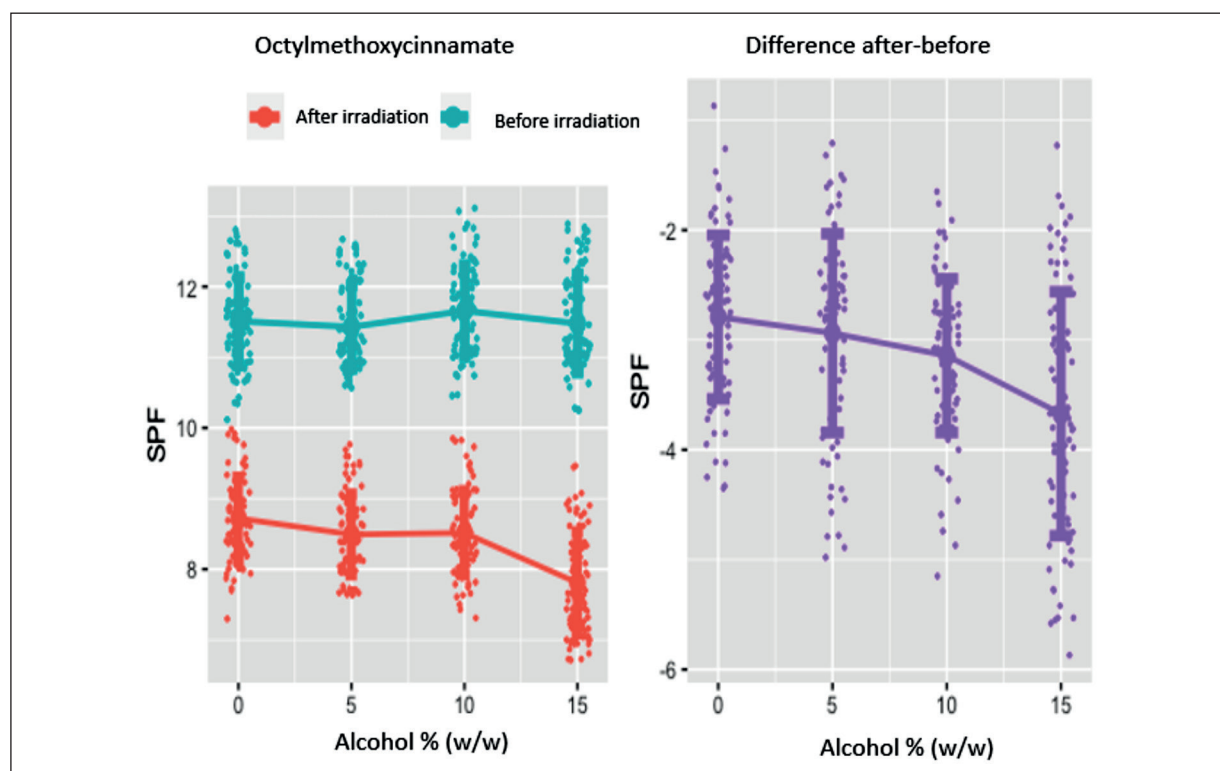 Octylmethoxycinnamate
After irradiation
Before irradiation
SPF
12
10
8
0 5 10 15
Alcohol % (w/w)
Difference after-before
SPF
-2
-4
-6
0 5 10 15
Alcohol % (w/w)